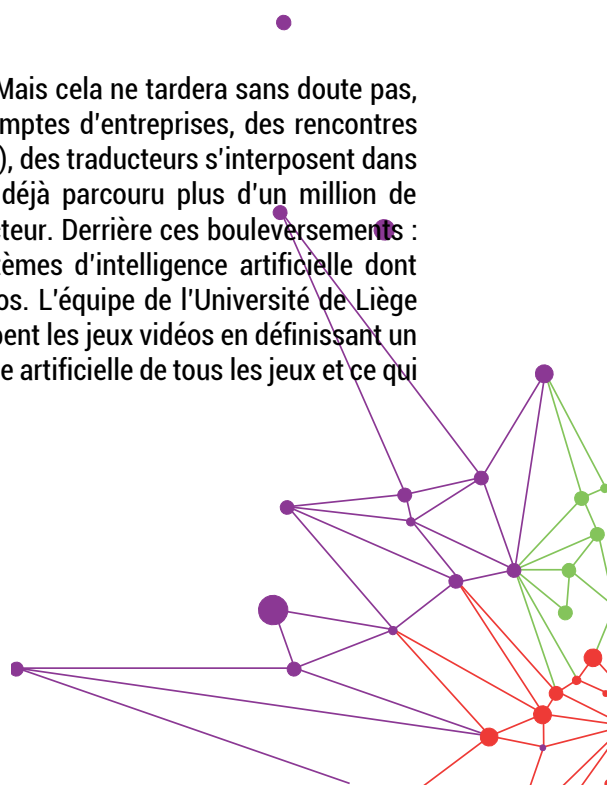 Mais cela ne tardera sans doute pas,
mptes d'entreprises, des rencontres
), des traducteurs s'interposent dans
déjà parcouru plus d'un million de
cteur. Derrière ces bouleversements :
tèmes d'intelligence artificielle dont
os. L'équipe de l'Université de Liège
pent les jeux vidéos en définissant un
e artificielle de tous les jeux et ce qui